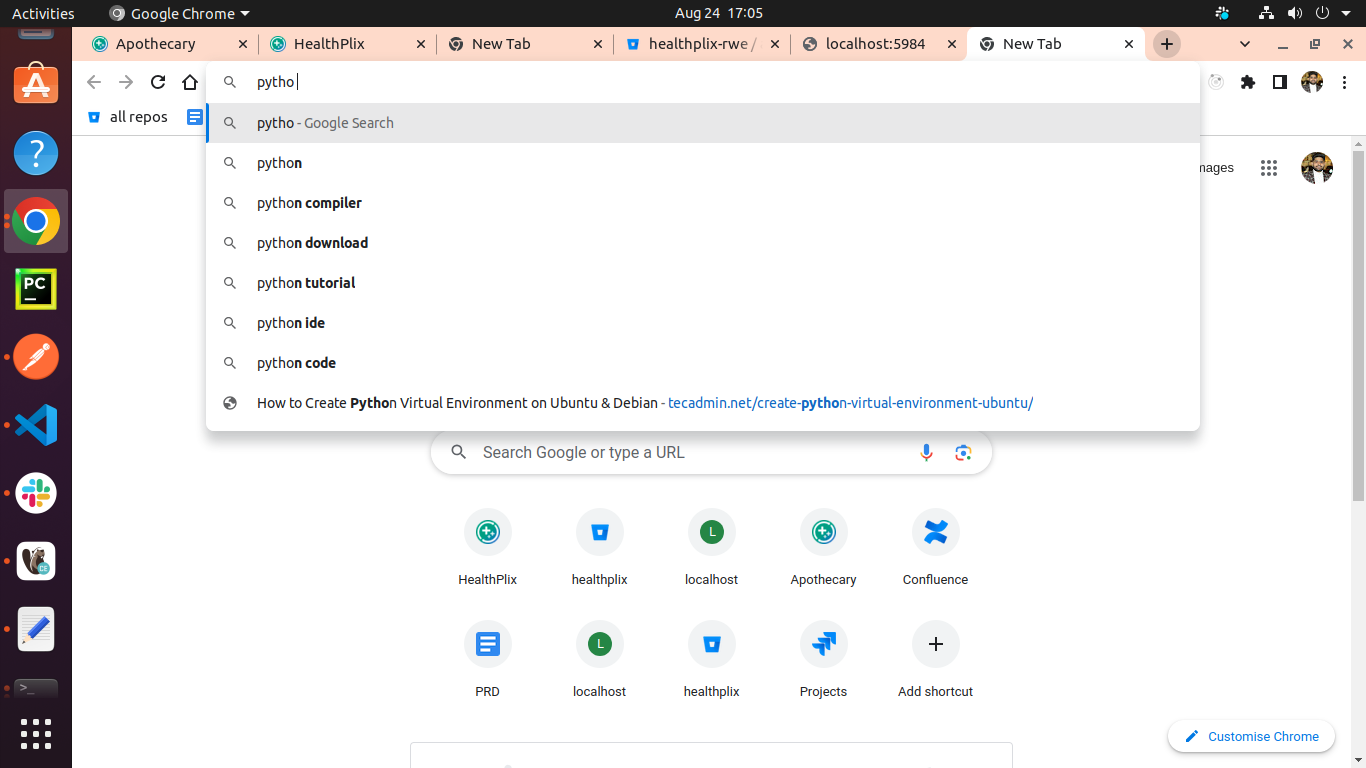 Activities
Google Chrome
Aug 24 17:05
Apothecary
HealthPlix
New Tab
healthplix-rwe /
localhost:5984
New Tab
pytho
all repos
pytho - Google Search
python
python compiler
python download
python tutorial
python ide
python code
How to Create Python Virtual Environment on Ubuntu & Debian - tecadmin.net/create-python-virtual-environment-ubuntu/
mages
PC
Search Google or type a URL
L
HealthPlix
healthplix
localhost
Apothecary
Confluence
CE
L
PRD
localhost
healthplix
Projects
Add shortcut
>_
Customise Chrome